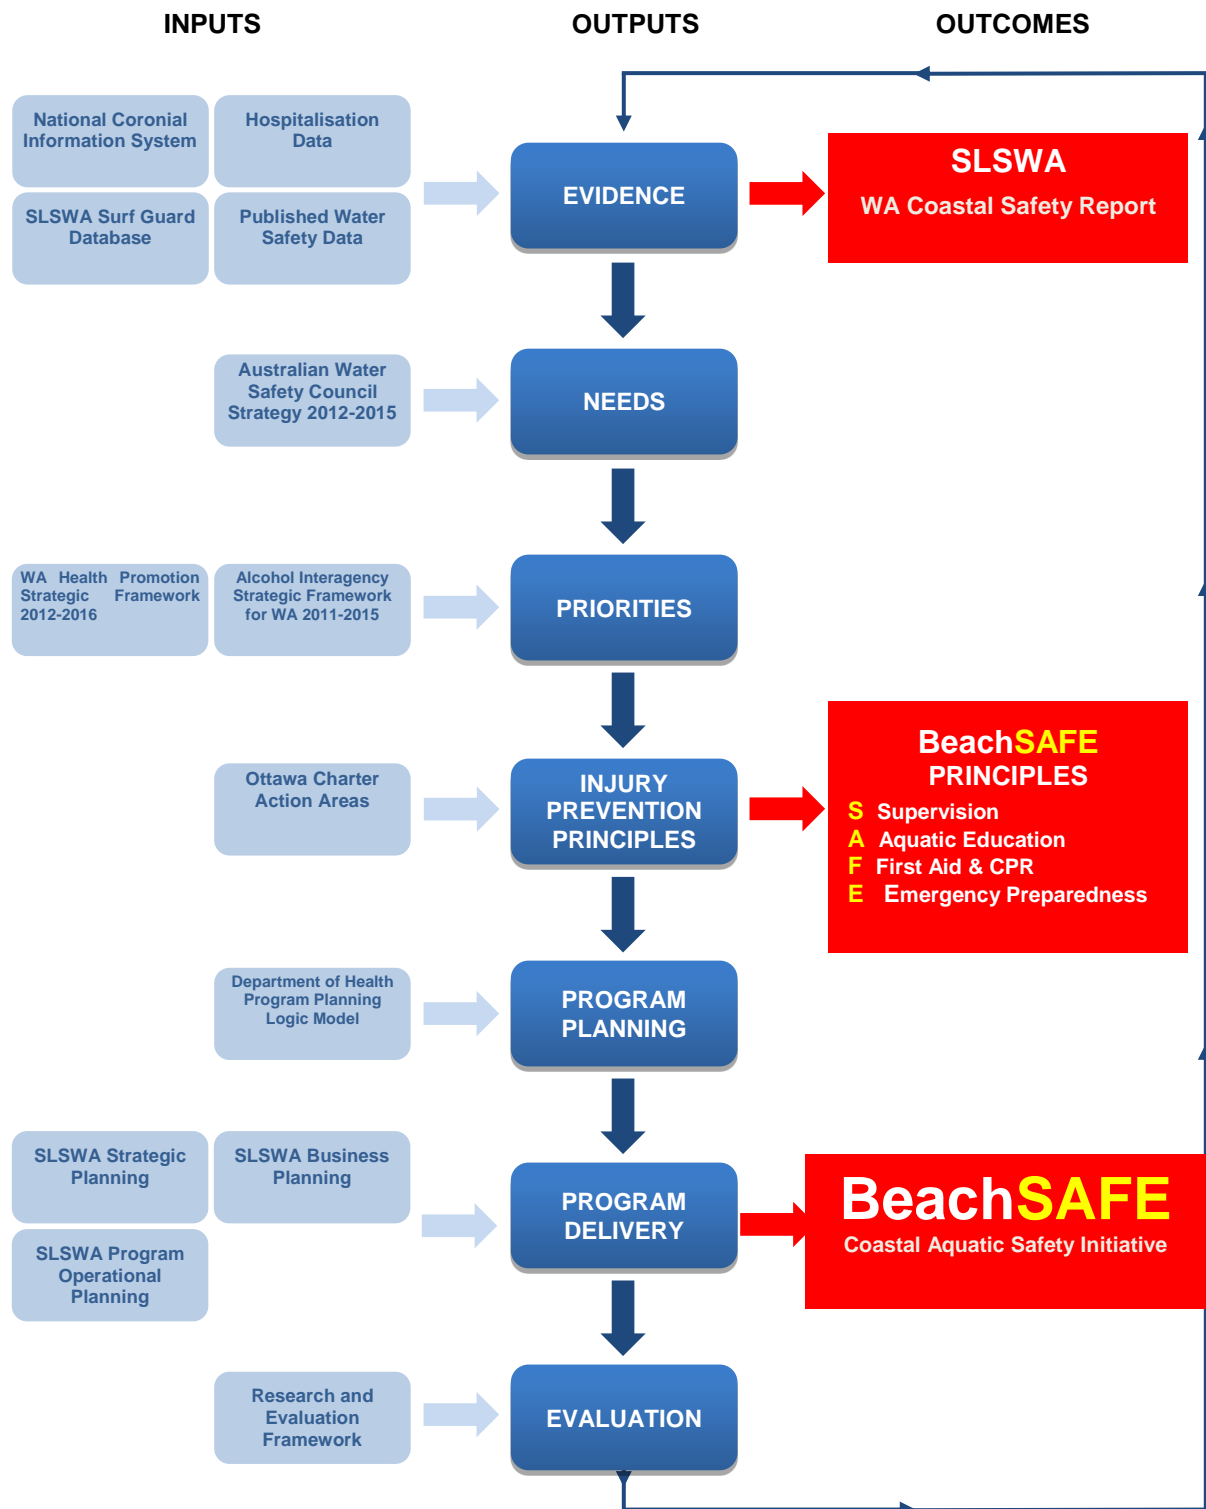 INPUTS
OUTPUTS
OUTCOMES
National Coronial
Information System
Hospitalisation
Data
SLSWA Surf Guard
Database
Published Water
Safety Data
EVIDENCE
SLSWA
WA Coastal Safety Report
Australian Water
Safety Council
Strategy 2012-2015
NEEDS
WA Health Promotion
Strategic Framework
2012-2016
Alcohol Interagency
Strategic Framework
for WA 2011-2015
PRIORITIES
Ottawa Charter
Action Areas
INJURY
PREVENTION
PRINCIPLES
BeachSAFE
PRINCIPLES
S Supervision
A Aquatic Education
F First Aid & CPR
E Emergency Preparedness
Department of Health
Program Planning
Logic Model
PROGRAM
PLANNING
SLSWA Strategic
Planning
SLSWA Business
Planning
SLSWA Program
Operational
Planning
PROGRAM
DELIVERY
BeachSAFE
Coastal Aquatic Safety Initiative
Research and
Evaluation
Framework
EVALUATION